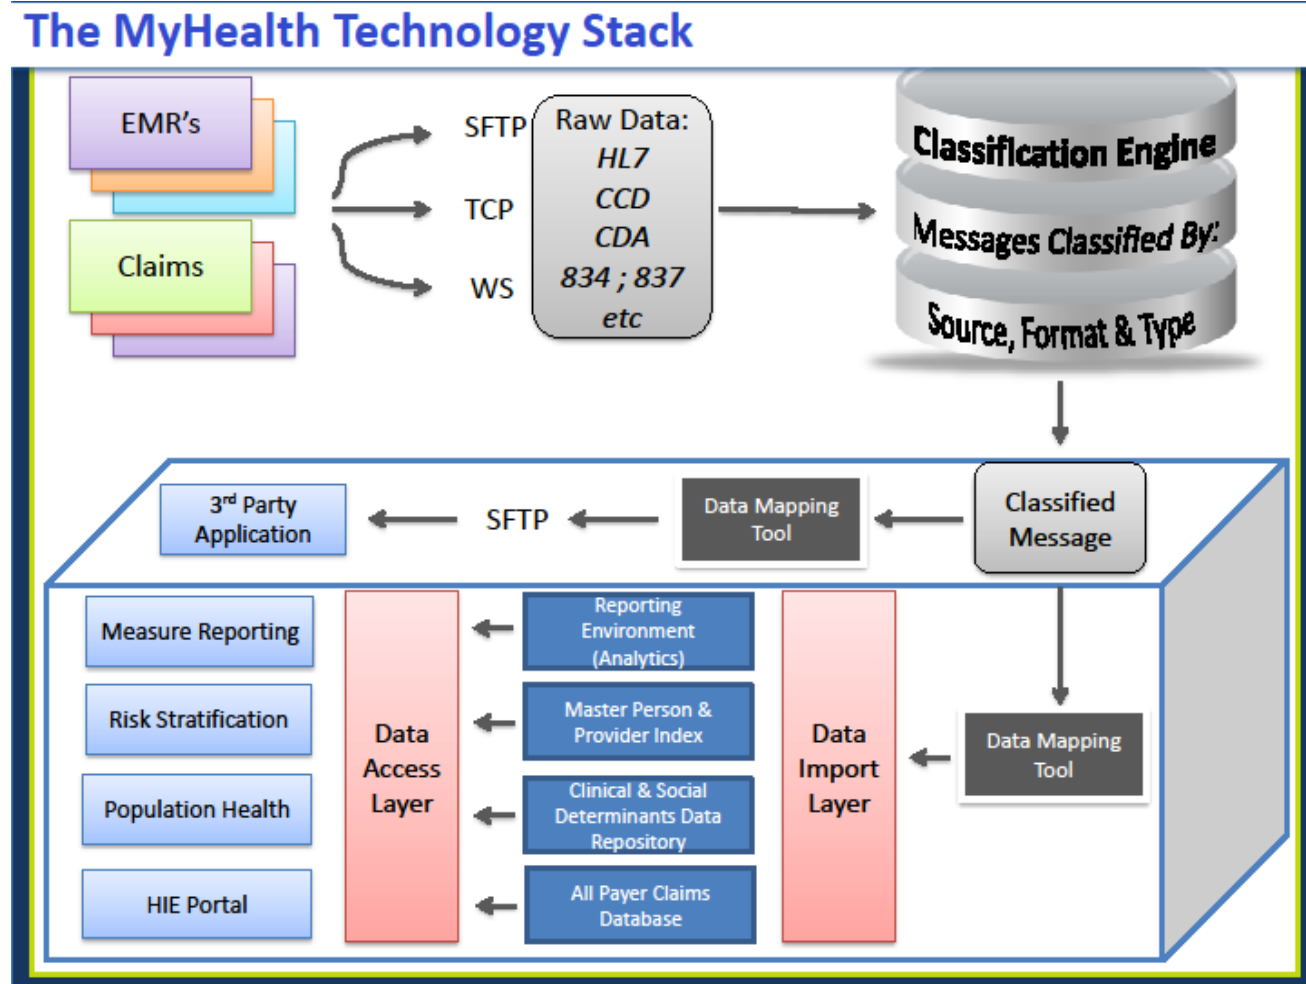 The MyHealth Technology Stack
EMR's
Claims
SFTP
TCP
WS
Raw Data:
HL7
CCD
CDA
834 ; 837
etc
Classification Engine
Messages Classified By:
Source, Format & Type
3rd Party
Application
SFTP
Data Mapping
Tool
Classified
Message
Measure Reporting
Risk Stratification
Population Health
HIE Portal
Data
Access
Layer
Reporting
Environment
(Analytics)
Master Person &
Provider Index
Clinical & Social
Determinants Data
Repository
All Payer Claims
Database
Data
Import
Layer
Data Mapping
Tool